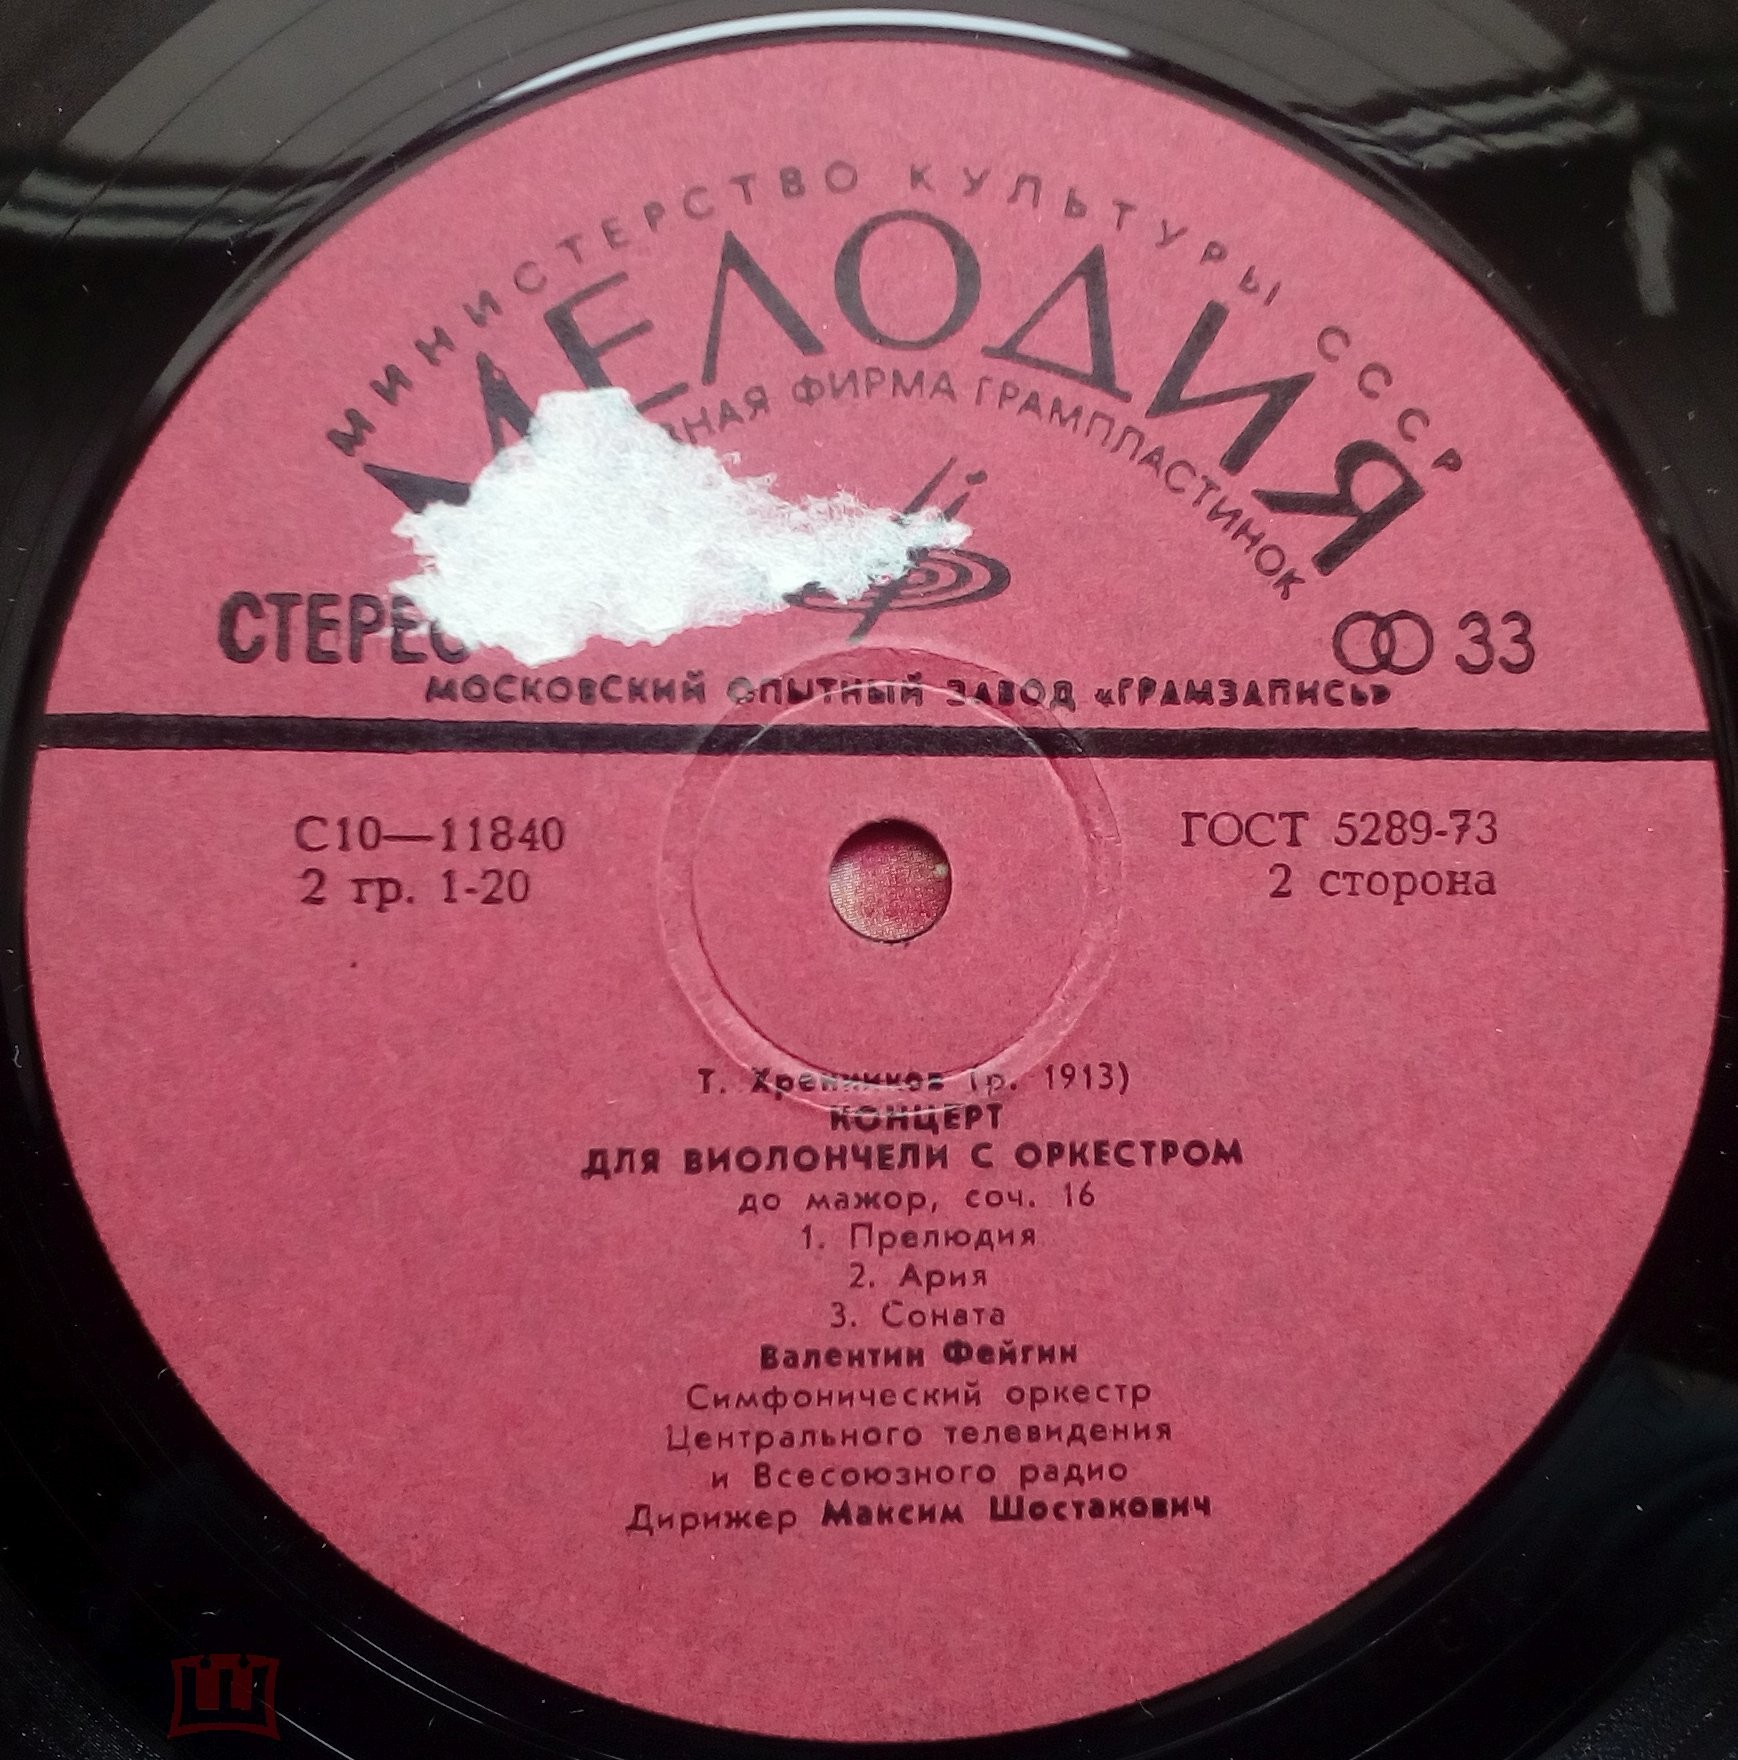 МИНИСТЕРСТВО КУЛЬТУРЫ СССР
МЕЛОДИЯ
ФИРМА ГРАМПЛАСТИНОК
СТЕРЕО
33
МОСКОВСКИЙ ОПЫТНЫЙ ЗАВОД «ГРАМЗАПИСЬ»
С10—11840
ГОСТ 5289-73
2 гр. 1-20
2 сторона
Т. Хренников (р. 1913)
КОНЦЕРТ
ДЛЯ ВИОЛОНЧЕЛИ С ОРКЕСТРОМ
до мажор, соч. 16
1. Прелюдия
2. Ария
3. Соната
Валентин Фейгин
Симфонический оркестр
Центрального телевидения
и Всесоюзного радио
Дирижер Максим Шостакович